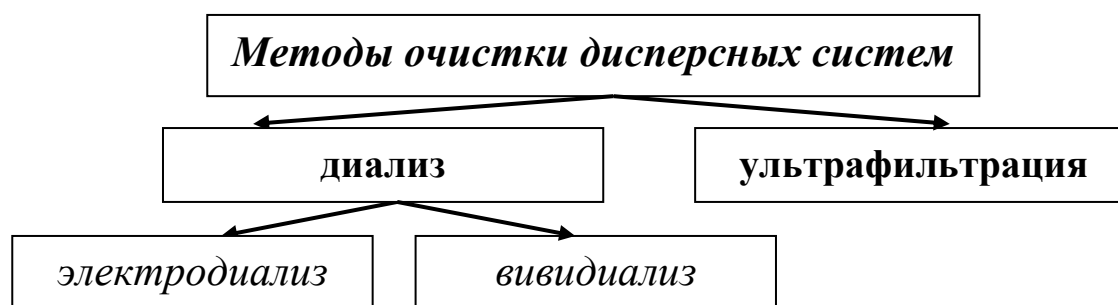 Методы очистки дисперсных систем
диализ
ультрафильтрация
электродиализ
вивидиализ